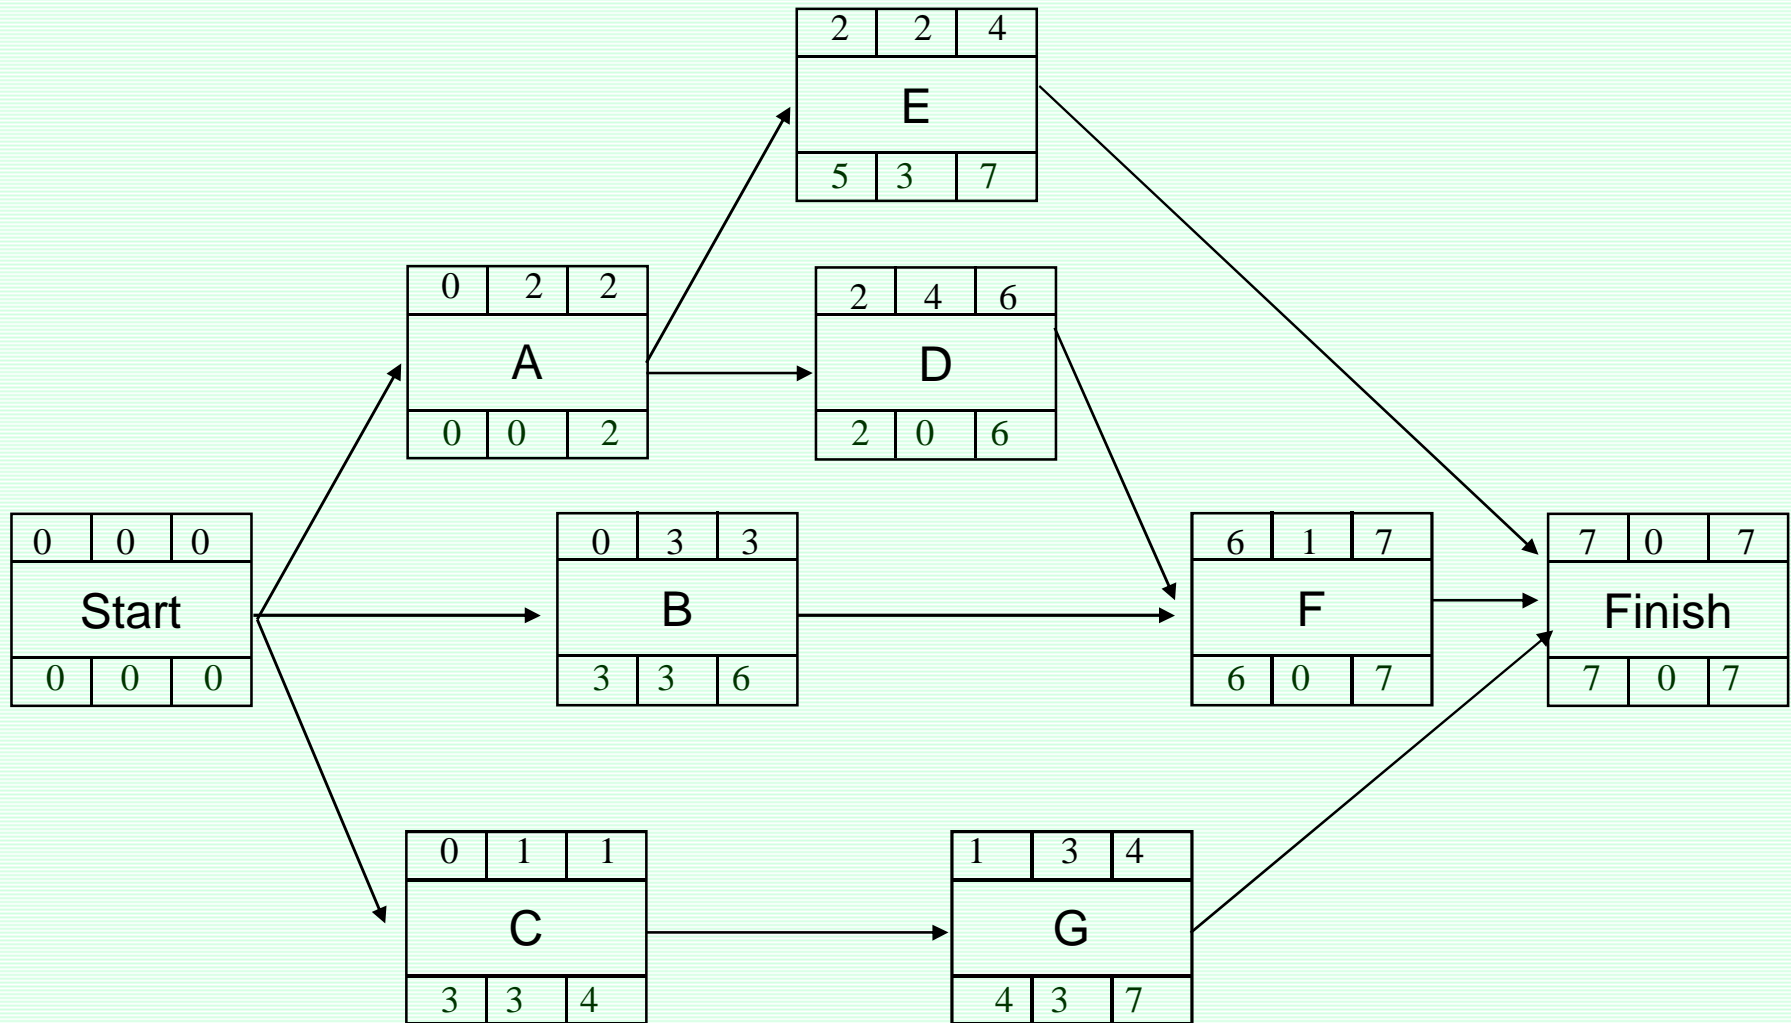 2 2 4
E
5 3 7
0 2 2
A
0 0 2
2 4 6
D
2 0 6
0 0 0
Start
0 0 0
0 3 3
B
3 3 6
6 1 7
F
6 0 7
7 0 7
Finish
7 0 7
0 1 1
C
3 3 4
1 3 4
G
4 3 7